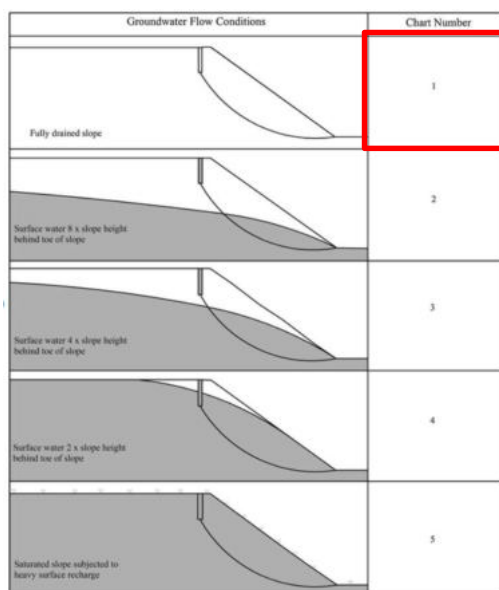 Groundwater Flow Conditions Chart Number
Fully drained slope
1
Surface water 8 x slope height
behind toe of slope
2
Surface water 4 x slope height
behind toe of slope
3
Surface water 2 x slope height
behind toe of slope
4
Saturated slope subjected to
heavy surface recharge
5